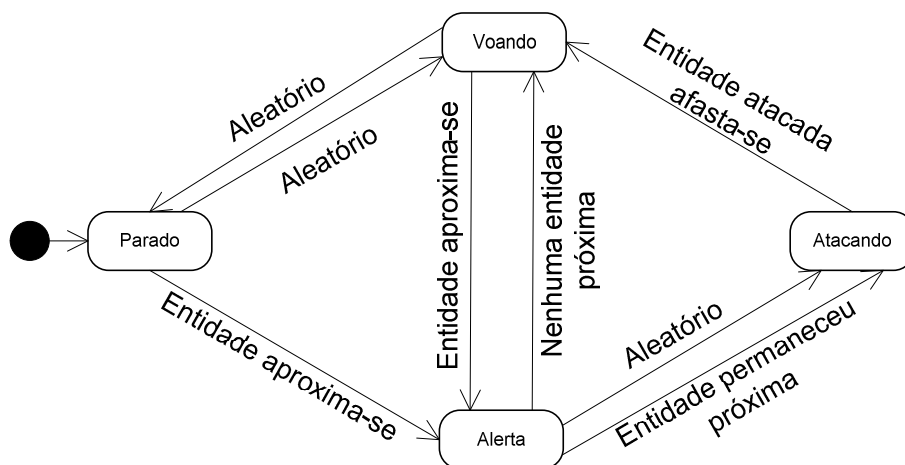 Voando
Entidade atacada
afasta-se
Aleatório
Aleatório
Entidade aproxima-se
Nenhuma entidade
próxima
Parado
Atacando
Entidade aproxima-se
Aleatório
Entidade permaneceu
próxima
Alerta